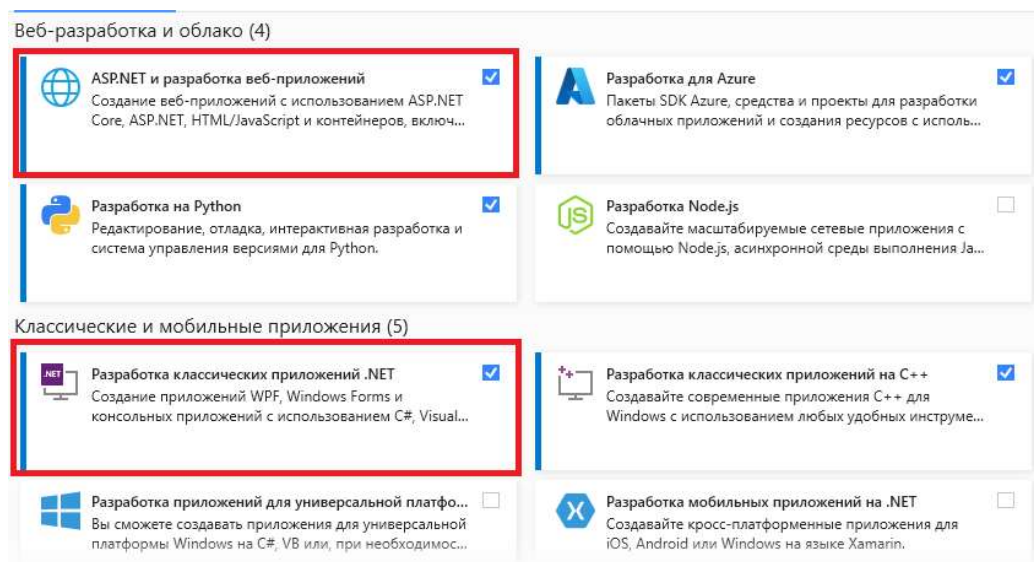 Веб-разработка и облако (4)
ASP.NET и разработка веб-приложений
Создание веб-приложений с использованием ASP.NET
Core, ASP.NET, HTML/JavaScript и контейнеров, включ...
Разработка для Azure
Пакеты SDK Azure, средства и проекты для разработки
облачных приложений и создания ресурсов с исполь...
Разработка на Python
Редактирование, отладка, интерактивная разработка и
система управления версиями для Python.
JS
Разработка Node.js
Создавайте масштабируемые сетевые приложения с
помощью Node.js, асинхронной среды выполнения Ja...
Классические и мобильные приложения (5)
.NET
Разработка классических приложений .NET
Создание приложений WPF, Windows Forms и
консольных приложений с использованием C#, Visual...
++
Разработка классических приложений на C++
Создавайте современные приложения C++ для
Windows с использованием любых удобных инструме...
Разработка приложений для универсальной платфо...
Вы сможете создавать приложения для универсальной
платформы Windows на C#, VB или, при необходимос...
Разработка мобильных приложений на .NET
Создавайте кросс-платформенные приложения для
iOS, Android или Windows на языке Xamarin.